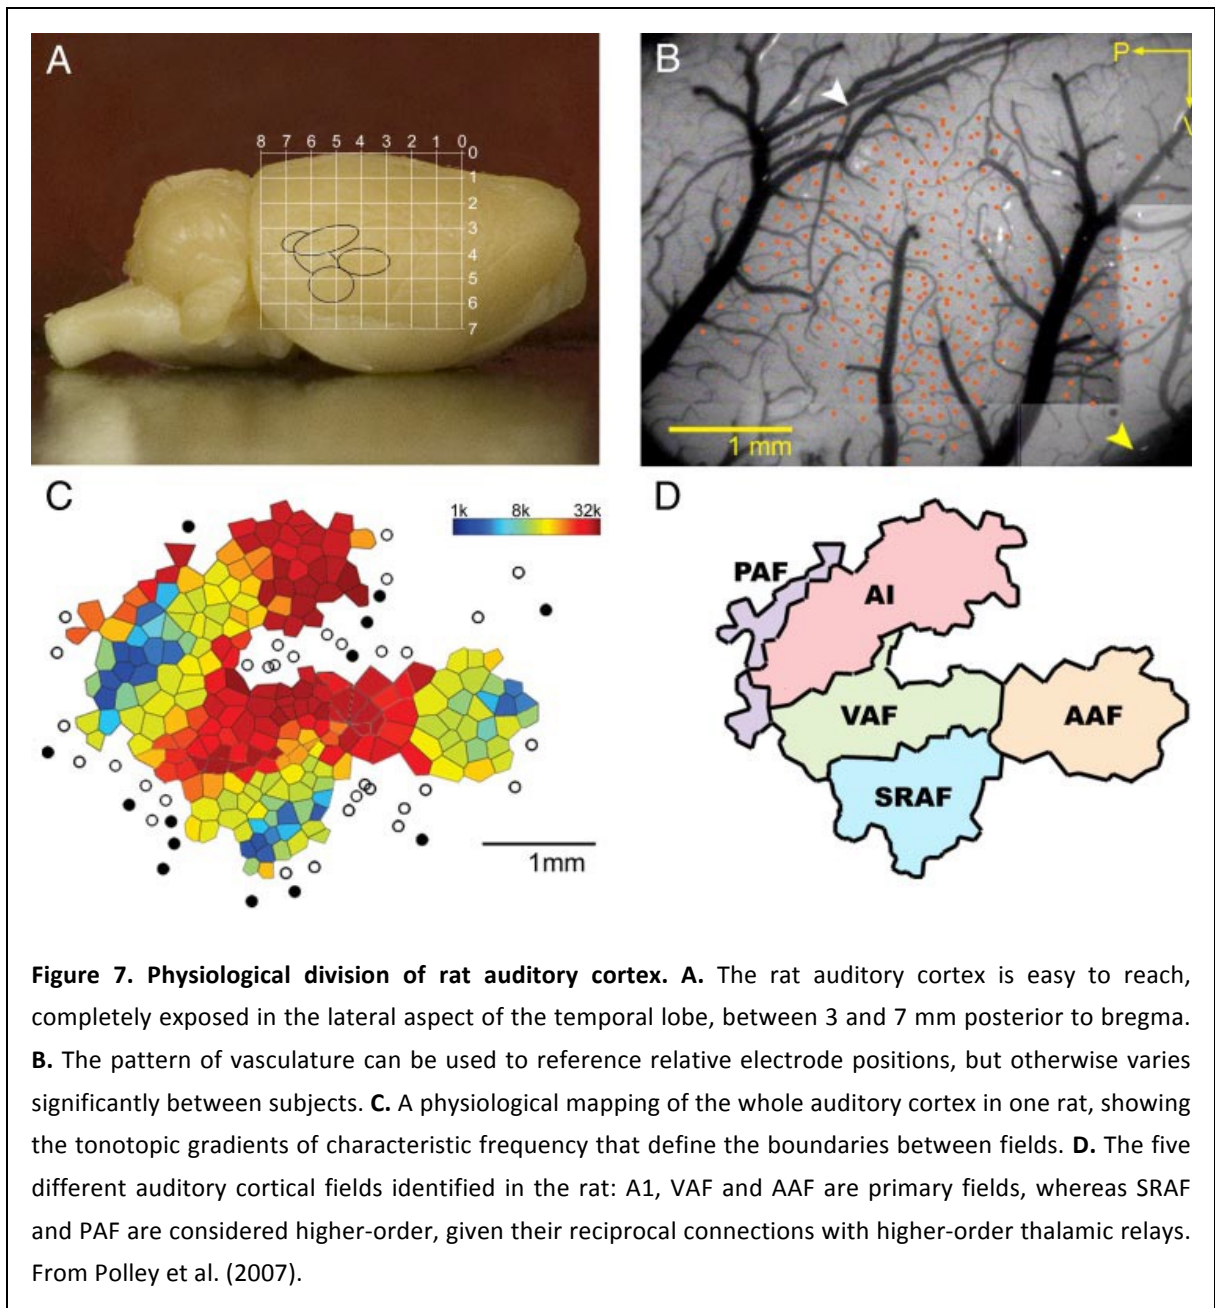 A
8 7 6 5 4 3 2 1 0
0
1
2
3
4
5
6
7
B
P
V
1 mm
C
1k 8k 32k
1mm
D
PAF
AI
VAF
AAF
SRAF
Figure 7. Physiological division of rat auditory cortex. A. The rat auditory cortex is easy to reach,
completely exposed in the lateral aspect of the temporal lobe, between 3 and 7 mm posterior to bregma.
B. The pattern of vasculature can be used to reference relative electrode positions, but otherwise varies
significantly between subjects. C. A physiological mapping of the whole auditory cortex in one rat, showing
the tonotopic gradients of characteristic frequency that define the boundaries between fields. D. The five
different auditory cortical fields identified in the rat: A1, VAF and AAF are primary fields, whereas SRAF
and PAF are considered higher-order, given their reciprocal connections with higher-order thalamic relays.
From Polley et al. (2007).